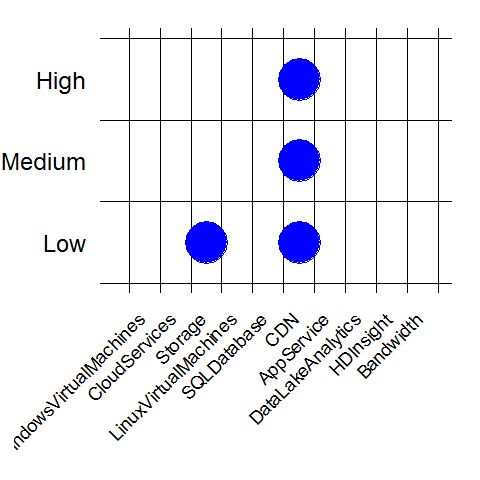 High
Medium
Low
ndowsVirtualMachines
CloudServices
Storage
LinuxVirtualMachines
SQLDatabase
CDN
AppService
DataLakeAnalytics
HDInsight
Bandwidth